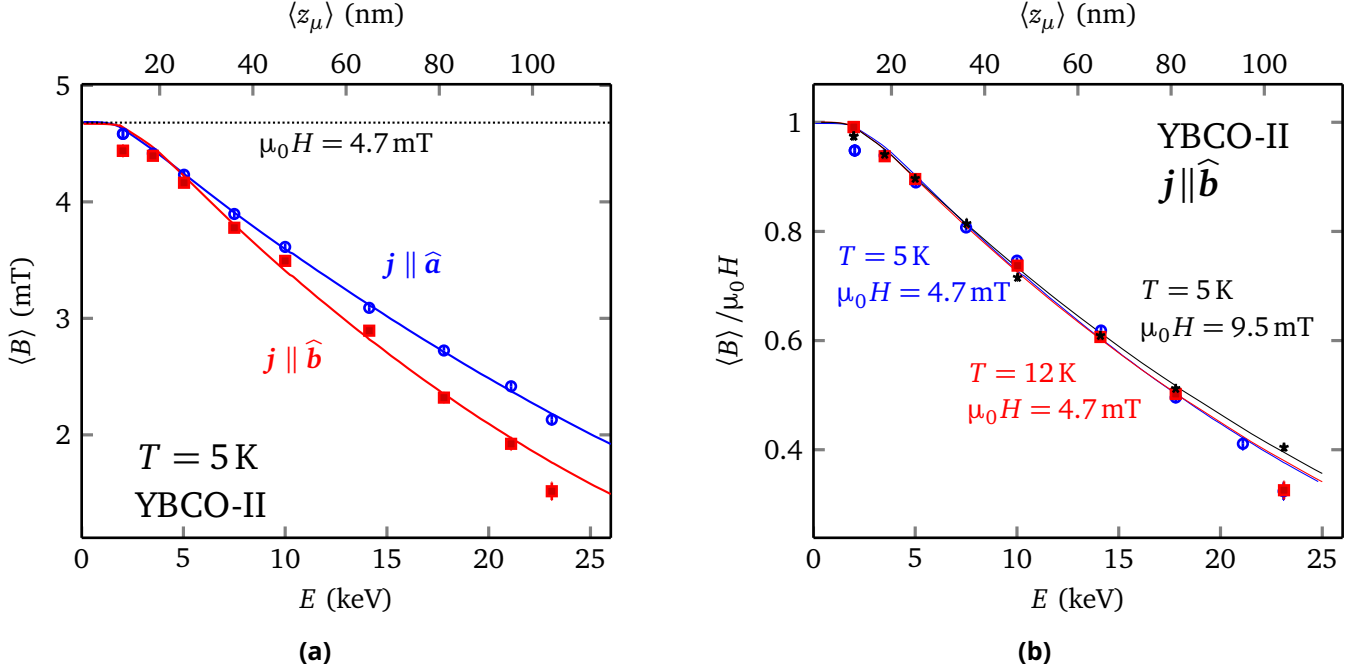 ⟨z_μ⟩ (nm)
20 40 60 80 100
5
4
3
2
⟨B⟩ (mT)
μ₀H = 4.7 mT
j ∥ â
j ∥ b̂
T = 5 K
YBCO-II
0 5 10 15 20 25
E (keV)
(a)
⟨z_μ⟩ (nm)
20 40 60 80 100
1
0.8
0.6
0.4
⟨B⟩ /μ₀H
YBCO-II
j∥b̂
T = 5 K
μ₀H = 4.7 mT
T = 5 K
μ₀H = 9.5 mT
T = 12 K
μ₀H = 4.7 mT
0 5 10 15 20 25
E (keV)
(b)